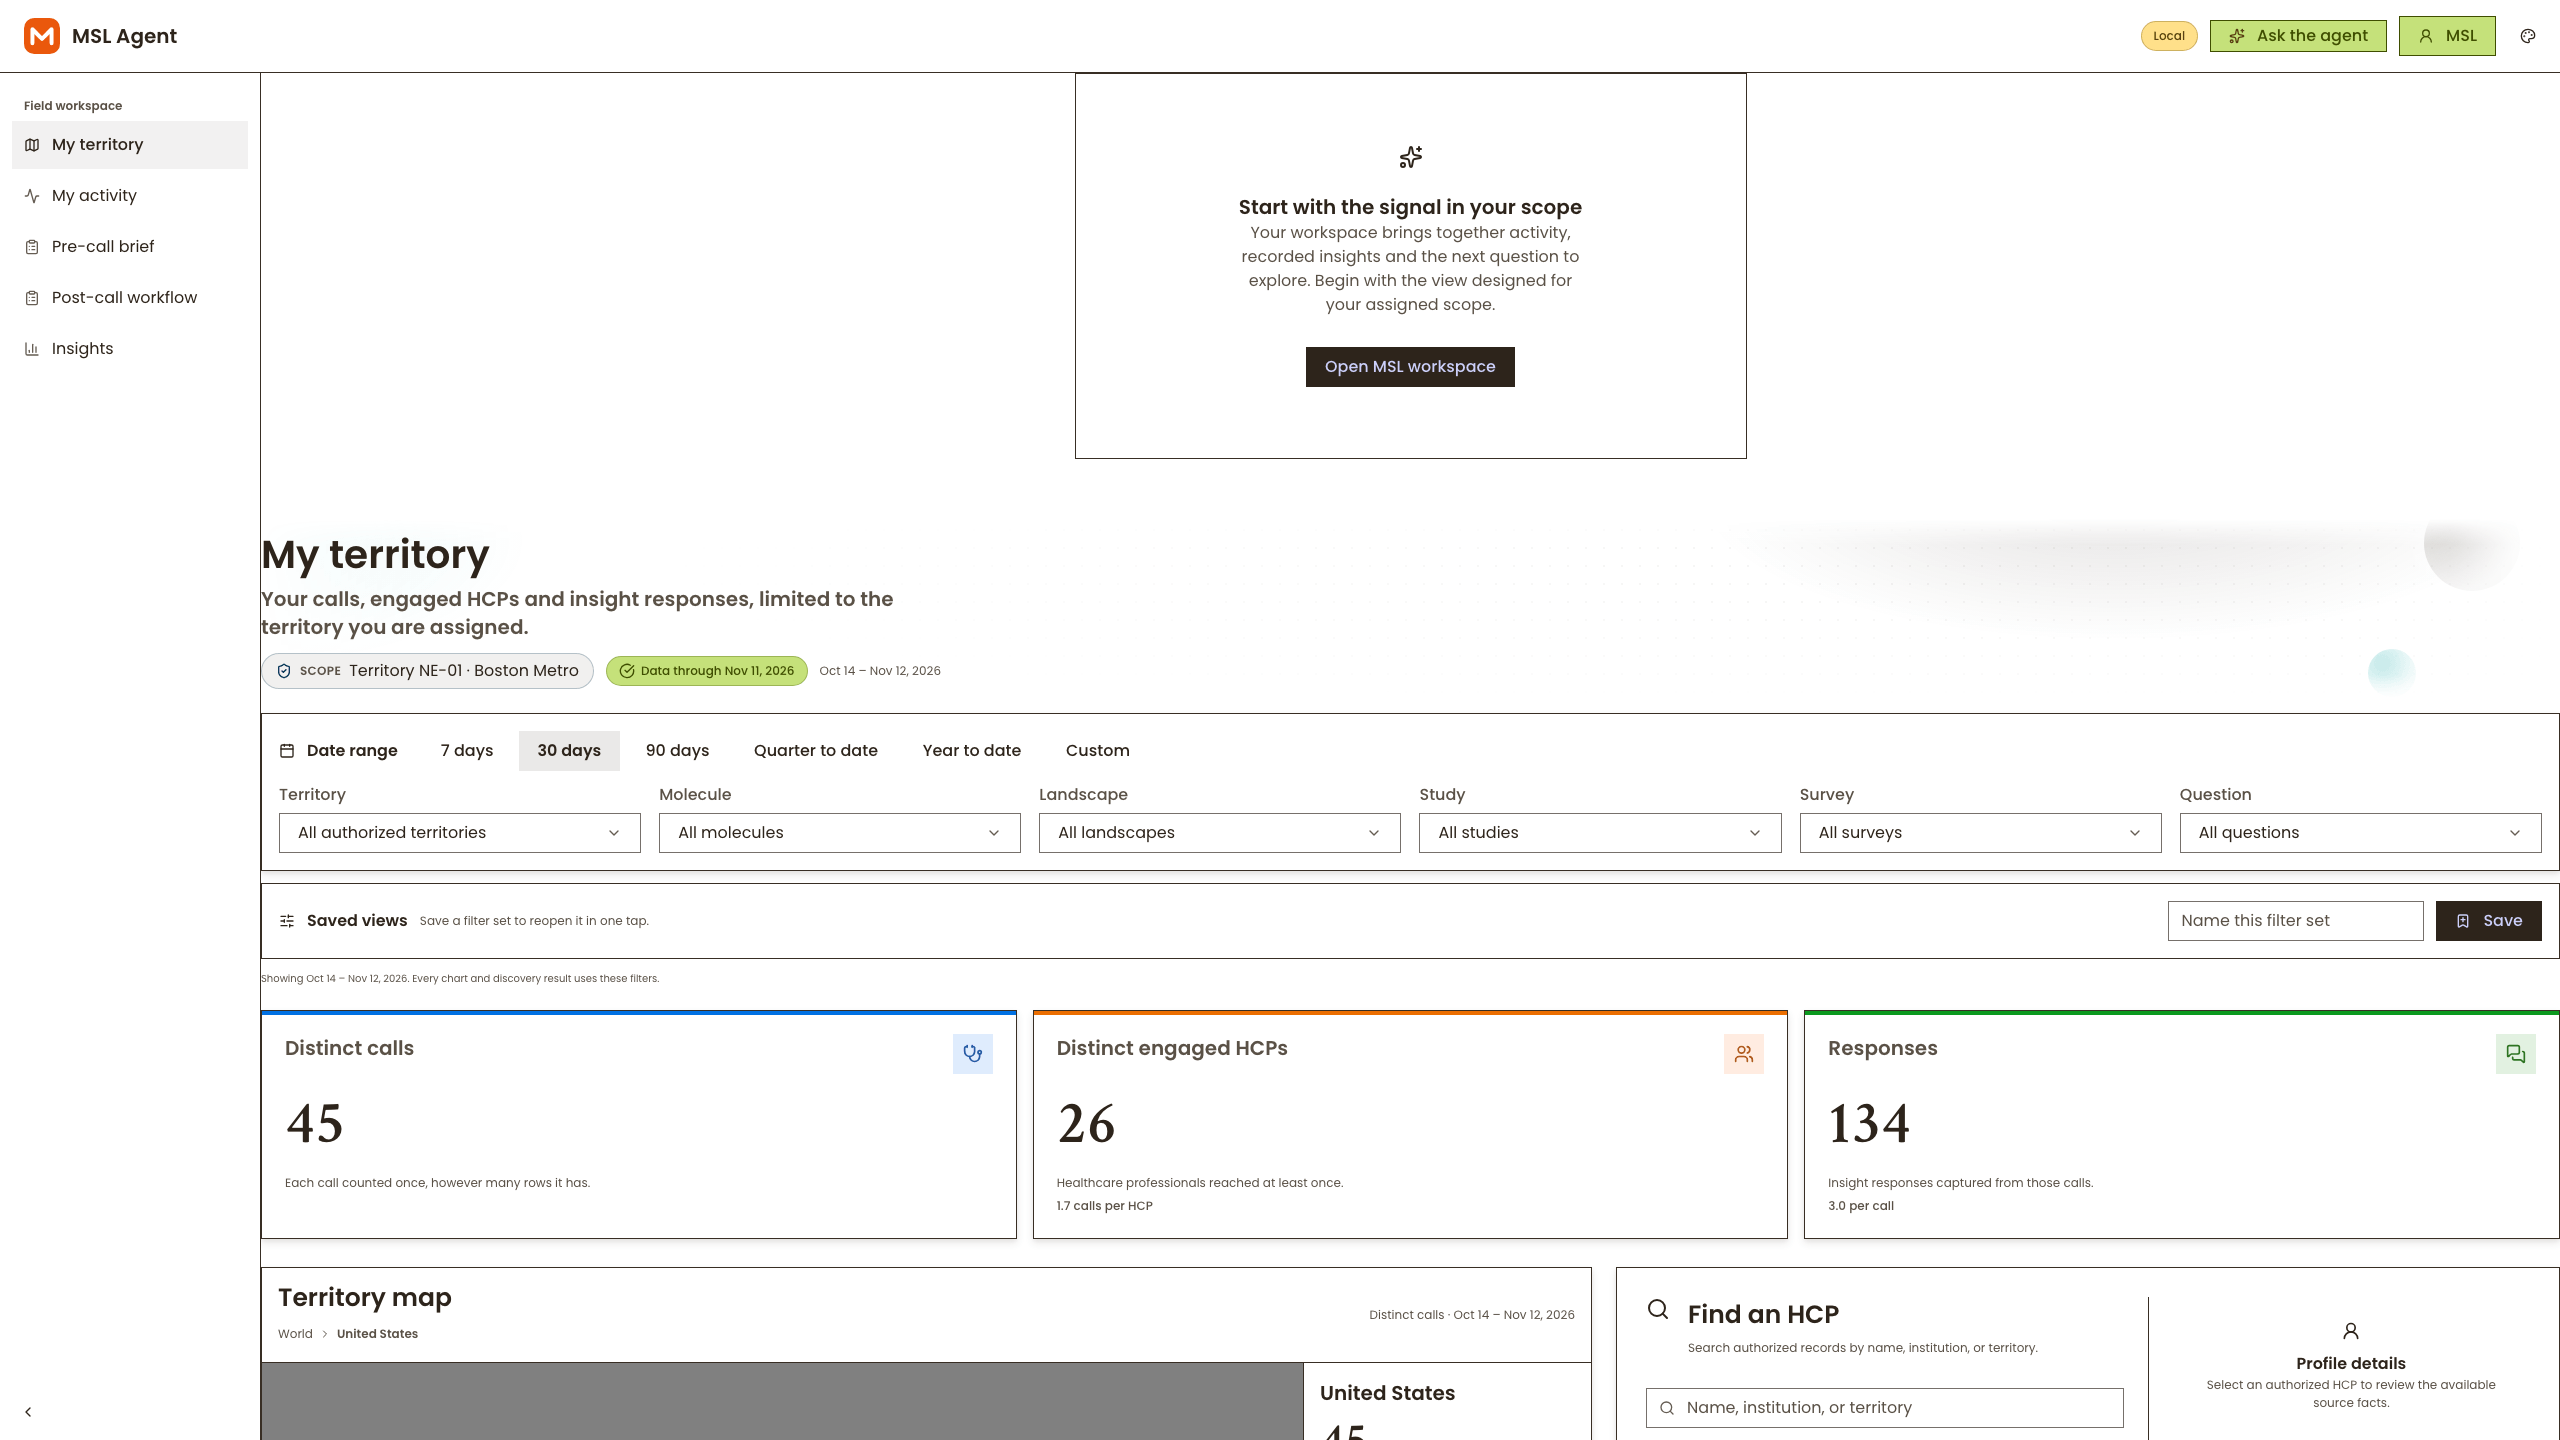 MSL Agent
Local
Ask the agent
MSL
Field workspace
My territory
My activity
Pre-call brief
Post-call workflow
Insights
Start with the signal in your scope
Your workspace brings together activity,
recorded insights and the next question to
explore. Begin with the view designed for
your assigned scope.
Open MSL workspace
My territory
Your calls, engaged HCPs and insight responses, limited to the
territory you are assigned.
SCOPE Territory NE-01 · Boston Metro
Data through Nov 11, 2026
Oct 14 – Nov 12, 2026
Date range
7 days
30 days
90 days
Quarter to date
Year to date
Custom
Territory
Molecule
Landscape
Study
Survey
Question
All authorized territories
All molecules
All landscapes
All studies
All surveys
All questions
Saved views
Save a filter set to reopen it in one tap.
Name this filter set
Save
Showing Oct 14 – Nov 12, 2026. Every chart and discovery result uses these filters.
Distinct calls
45
Each call counted once, however many rows it has.
Distinct engaged HCPs
26
Healthcare professionals reached at least once.
1.7 calls per HCP
Responses
134
Insight responses captured from those calls.
3.0 per call
Territory map
World > United States
Distinct calls · Oct 14 – Nov 12, 2026
United States
45
Find an HCP
Search authorized records by name, institution, or territory.
Name, institution, or territory
Profile details
Select an authorized HCP to review the available
source facts.